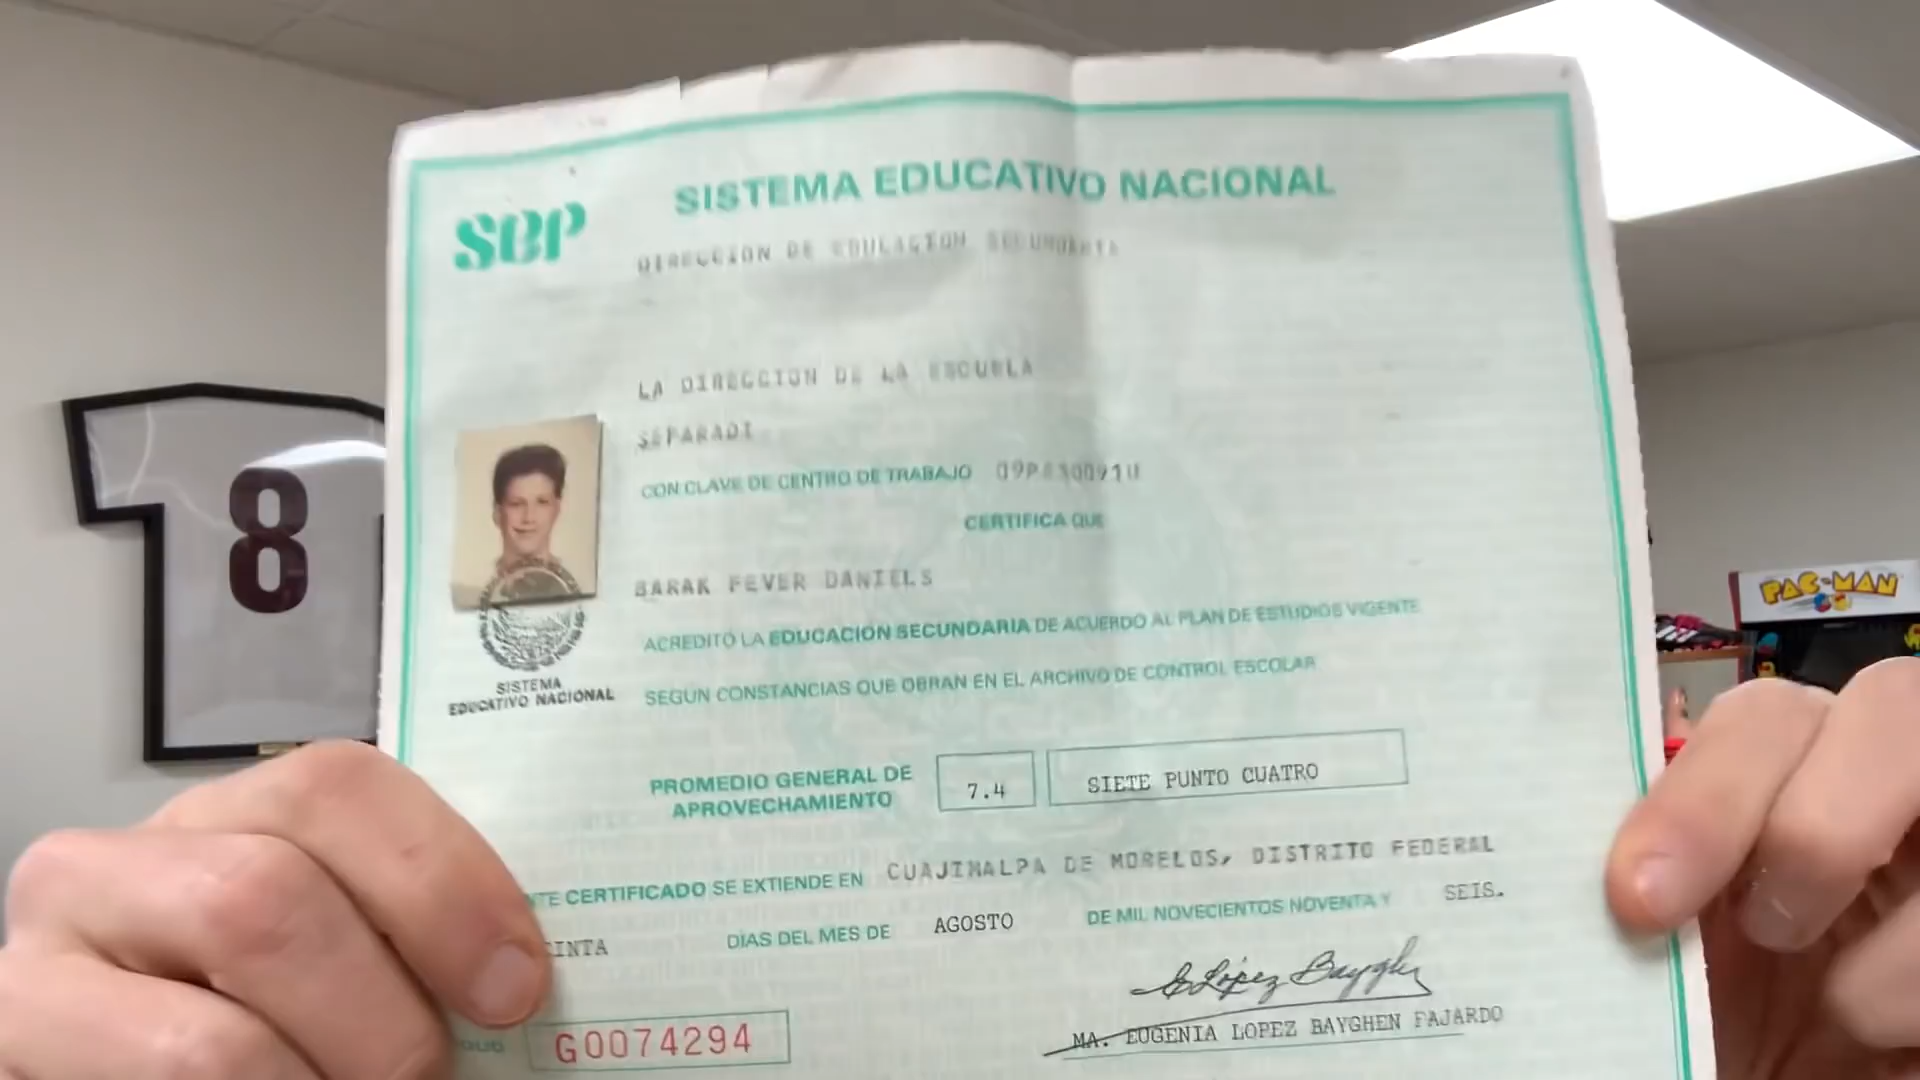 SEP
SISTEMA EDUCATIVO NACIONAL
DIRECCION DE EDUCACION SECUNDARIA
LA DIRECCION DE LA ESCUELA
SEPARADI
CON CLAVE DE CENTRO DE TRABAJO
CERTIFICA QUE
BARAK FEVER DANIELS
ACREDITO LA EDUCACION SECUNDARIA DE ACUERDO AL PLAN DE ESTUDIOS VIGENTE
SEGUN CONSTANCIAS QUE OBRAN EN EL ARCHIVO DE CONTROL ESCOLAR
SISTEMA
EDUCATIVO NACIONAL
PROMEDIO GENERAL DE
APROVECHAMIENTO
7.4 SIETE PUNTO CUATRO
CERTIFICADO SE EXTIENDE EN CUAJIMALPA DE MORELOS, DISTRITO FEDERAL
DIAS DEL MES DE AGOSTO DE MIL NOVECIENTOS NOVENTA Y SEIS.
MA. EUGENIA LOPEZ BAYGHEN FAJARDO
G0074294
8
PAC-MAN